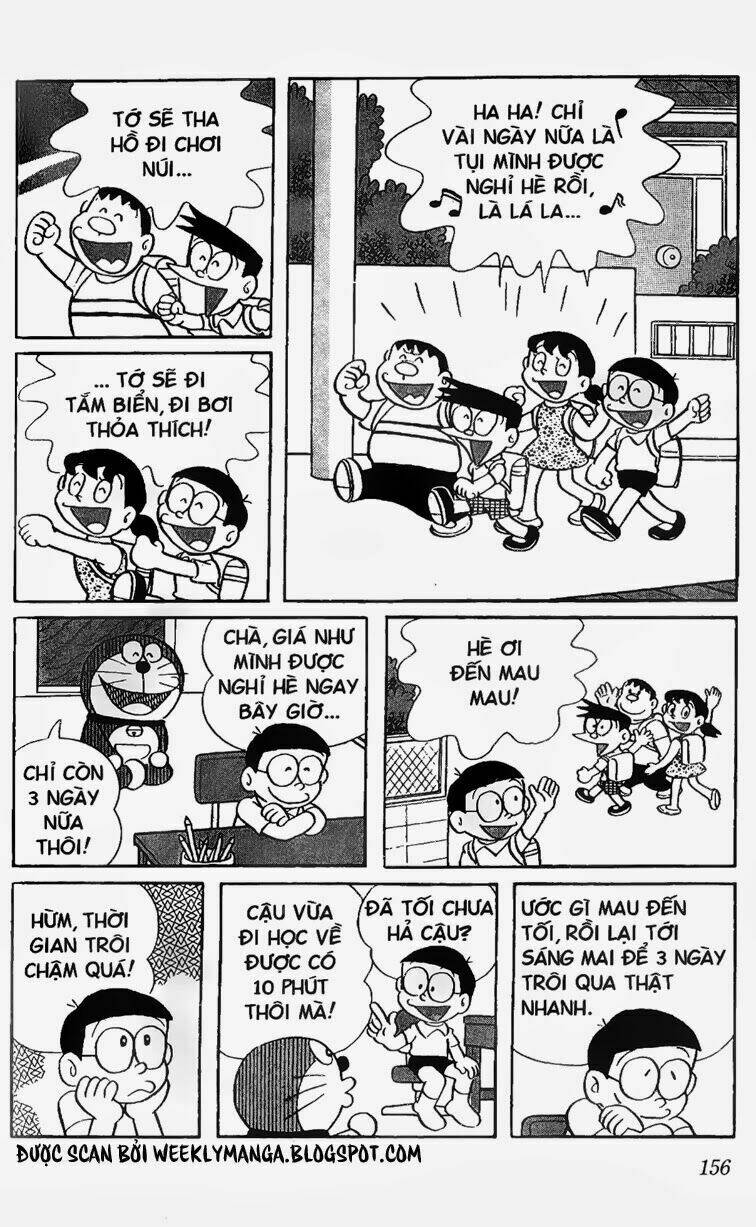 HA HA! CHỈ
VÀI NGÀY NỮA LÀ
TỤI MÌNH ĐƯỢC
NGHỈ HÈ RỒI,
LÀ LÁ LA...
TỚ SẼ THA
HỒ ĐI CHƠI
NÚI...
... TỚ SẼ ĐI
TẮM BIỂN, ĐI BƠI
THỎA THÍCH!
HÈ ƠI
ĐẾN MAU
MAU!
CHÀ, GIÁ NHƯ
MÌNH ĐƯỢC
NGHỈ HÈ NGAY
BÂY GIỜ...
CHỈ CÒN
3 NGÀY
NỮA
THÔI!
ƯỚC GÌ MAU ĐẾN
TỐI, RỒI LẠI TỚI
SÁNG MAI ĐỂ 3 NGÀY
TRÔI QUA THẬT
NHANH.
ĐÃ TỐI CHƯA
HẢ CẬU?
CẬU VỪA
ĐI HỌC VỀ
ĐƯỢC CÓ
10 PHÚT
THÔI MÀ!
HỪM, THỜI
GIAN TRÔI
CHẬM QUÁ!
ĐƯỢC SCAN BỞI WEEKLYMANGA.BLOGSPOT.COM
156